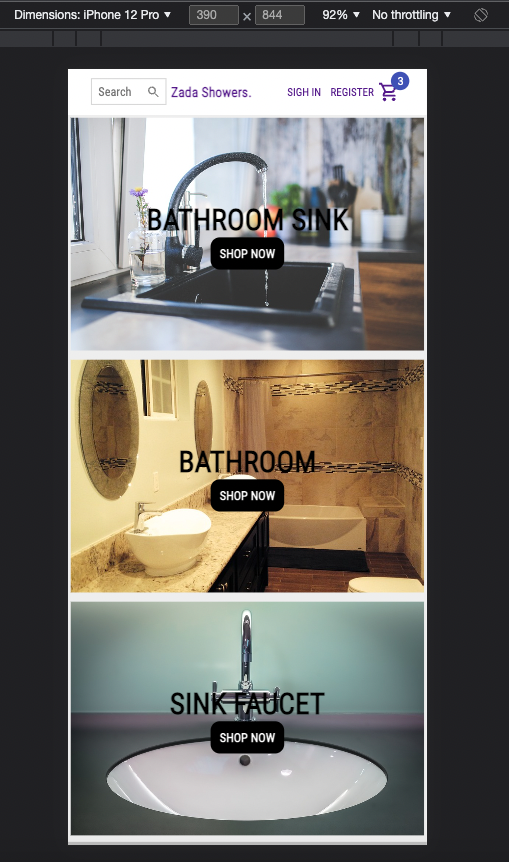 Dimensions: iPhone 12 Pro ▼ 390 × 844 92% ▼ No throttling ▼
Search Zada Showers. SIGH IN REGISTER 3
BATHROOM SINK
SHOP NOW
BATHROOM
SHOP NOW
SINK FAUCET
SHOP NOW